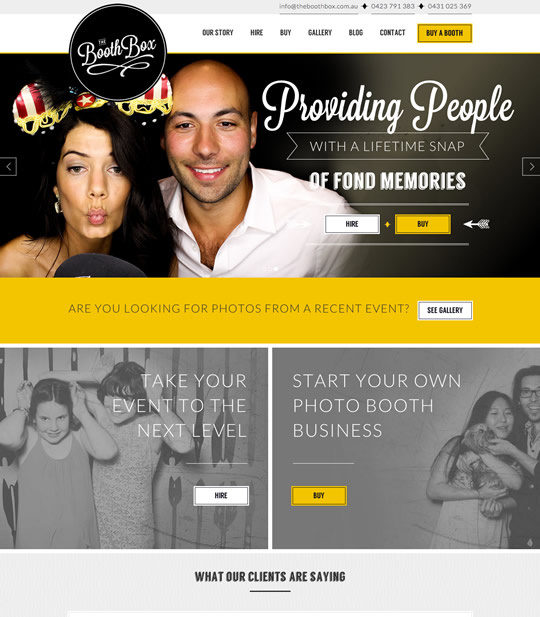 info@theboothbox.com.au 0423 791 383 0431 025 369
THE
BoothBox
OUR STORY HIRE BUY GALLERY BLOG CONTACT BUY A BOOTH
Providing People
WITH A LIFETIME SNAP
OF FOND MEMORIES
HIRE BUY
ARE YOU LOOKING FOR PHOTOS FROM A RECENT EVENT? SEE GALLERY
TAKE YOUR
EVENT TO THE
NEXT LEVEL
HIRE
START YOUR OWN
PHOTO BOOTH
BUSINESS
BUY
WHAT OUR CLIENTS ARE SAYING